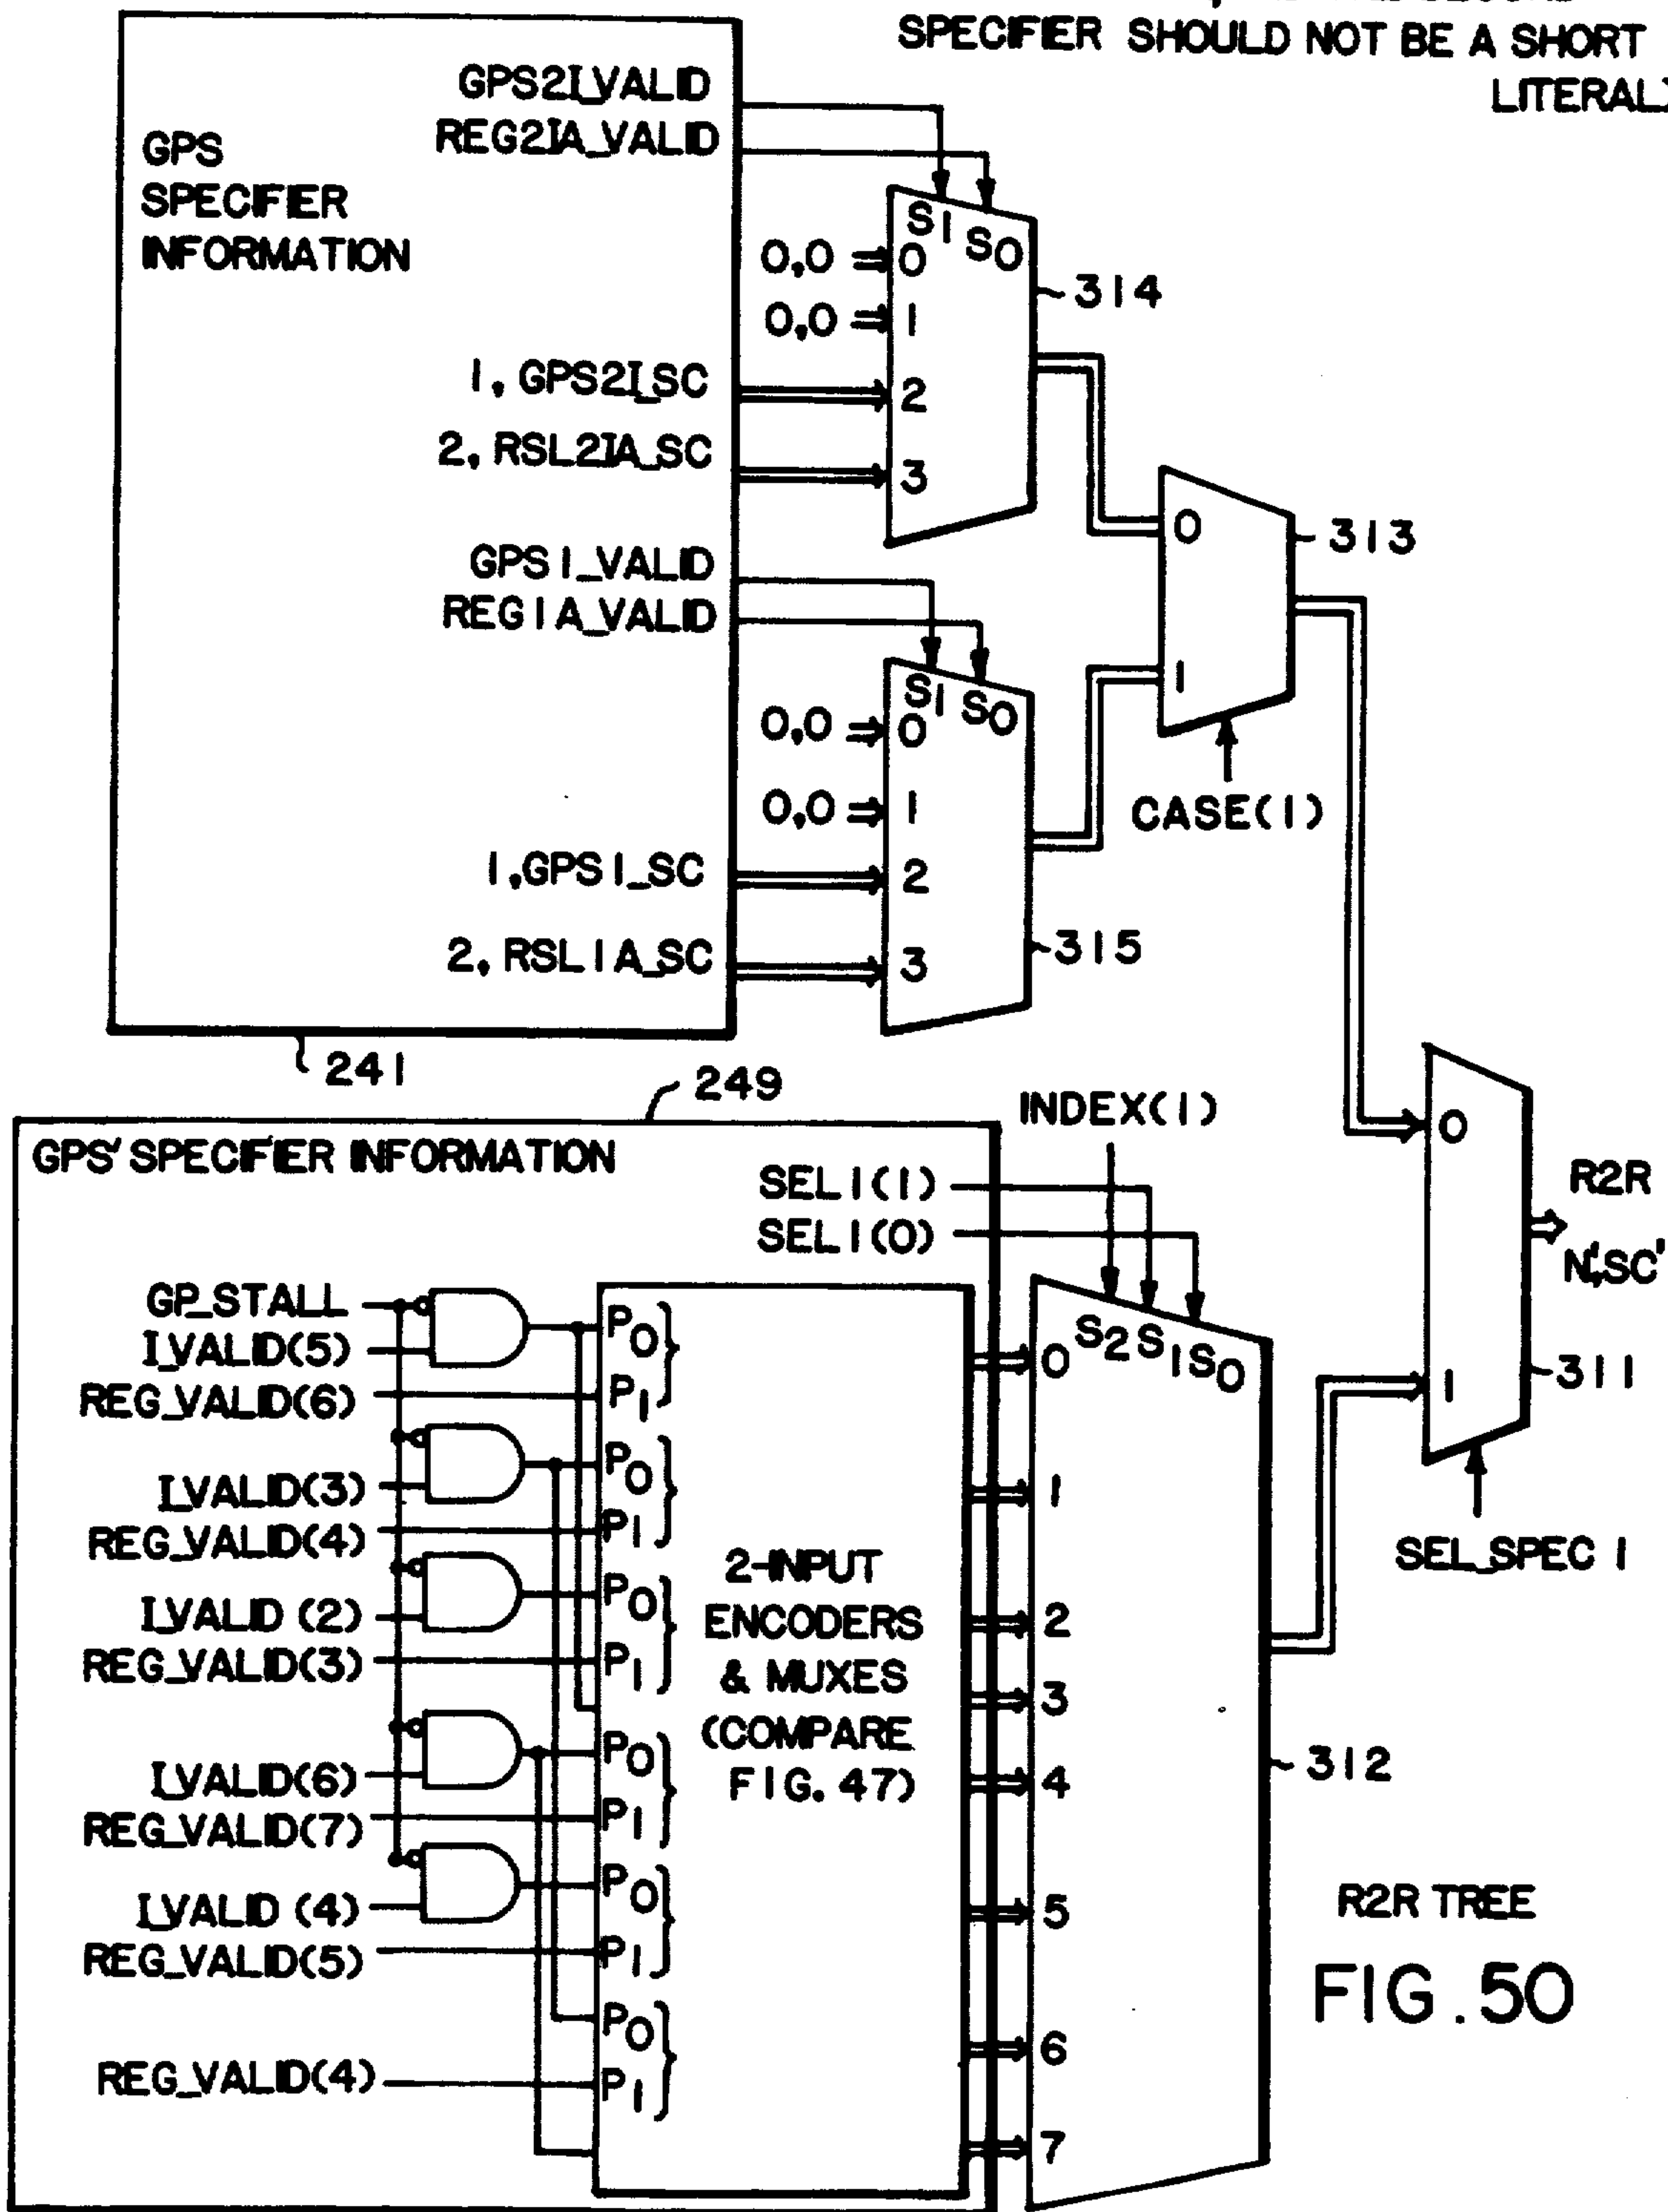 SPECIFIER SHOULD NOT BE A SHORT
LITERAL)
GPS2I_VALID
REG2IA_VALID
GPS
SPECIFIER
INFORMATION
S1 S0
0,0 0
0,0 1
314
1, GPS2I_SC 2
2, RSL2IA_SC 3
0
313
1
CASE(1)
GPS1_VALID
REG1A_VALID
S1 S0
0,0 0
0,0 1
1,GPS1_SC 2
2, RSL1A_SC 3
315
241
249
INDEX(1)
GPS' SPECIFIER INFORMATION
SEL1(1)
SEL1(0)
0
R2R
N',SC'
1
311
SEL_SPEC 1
GP_STALL
I_VALID(5)
REG_VALID(6)
I_VALID(3)
REG_VALID(4)
I_VALID (2)
REG_VALID(3)
I_VALID(6)
REG_VALID(7)
I_VALID (4)
REG_VALID(5)
REG_VALID(4)
P0
P1
P0
P1
P0
P1
P0
P1
P0
P1
P0
P1
2-INPUT
ENCODERS
& MUXES
(COMPARE
FIG. 47)
S2 S1 S0
0
1
2
3
4
5
6
7
312
R2R TREE
FIG. 50